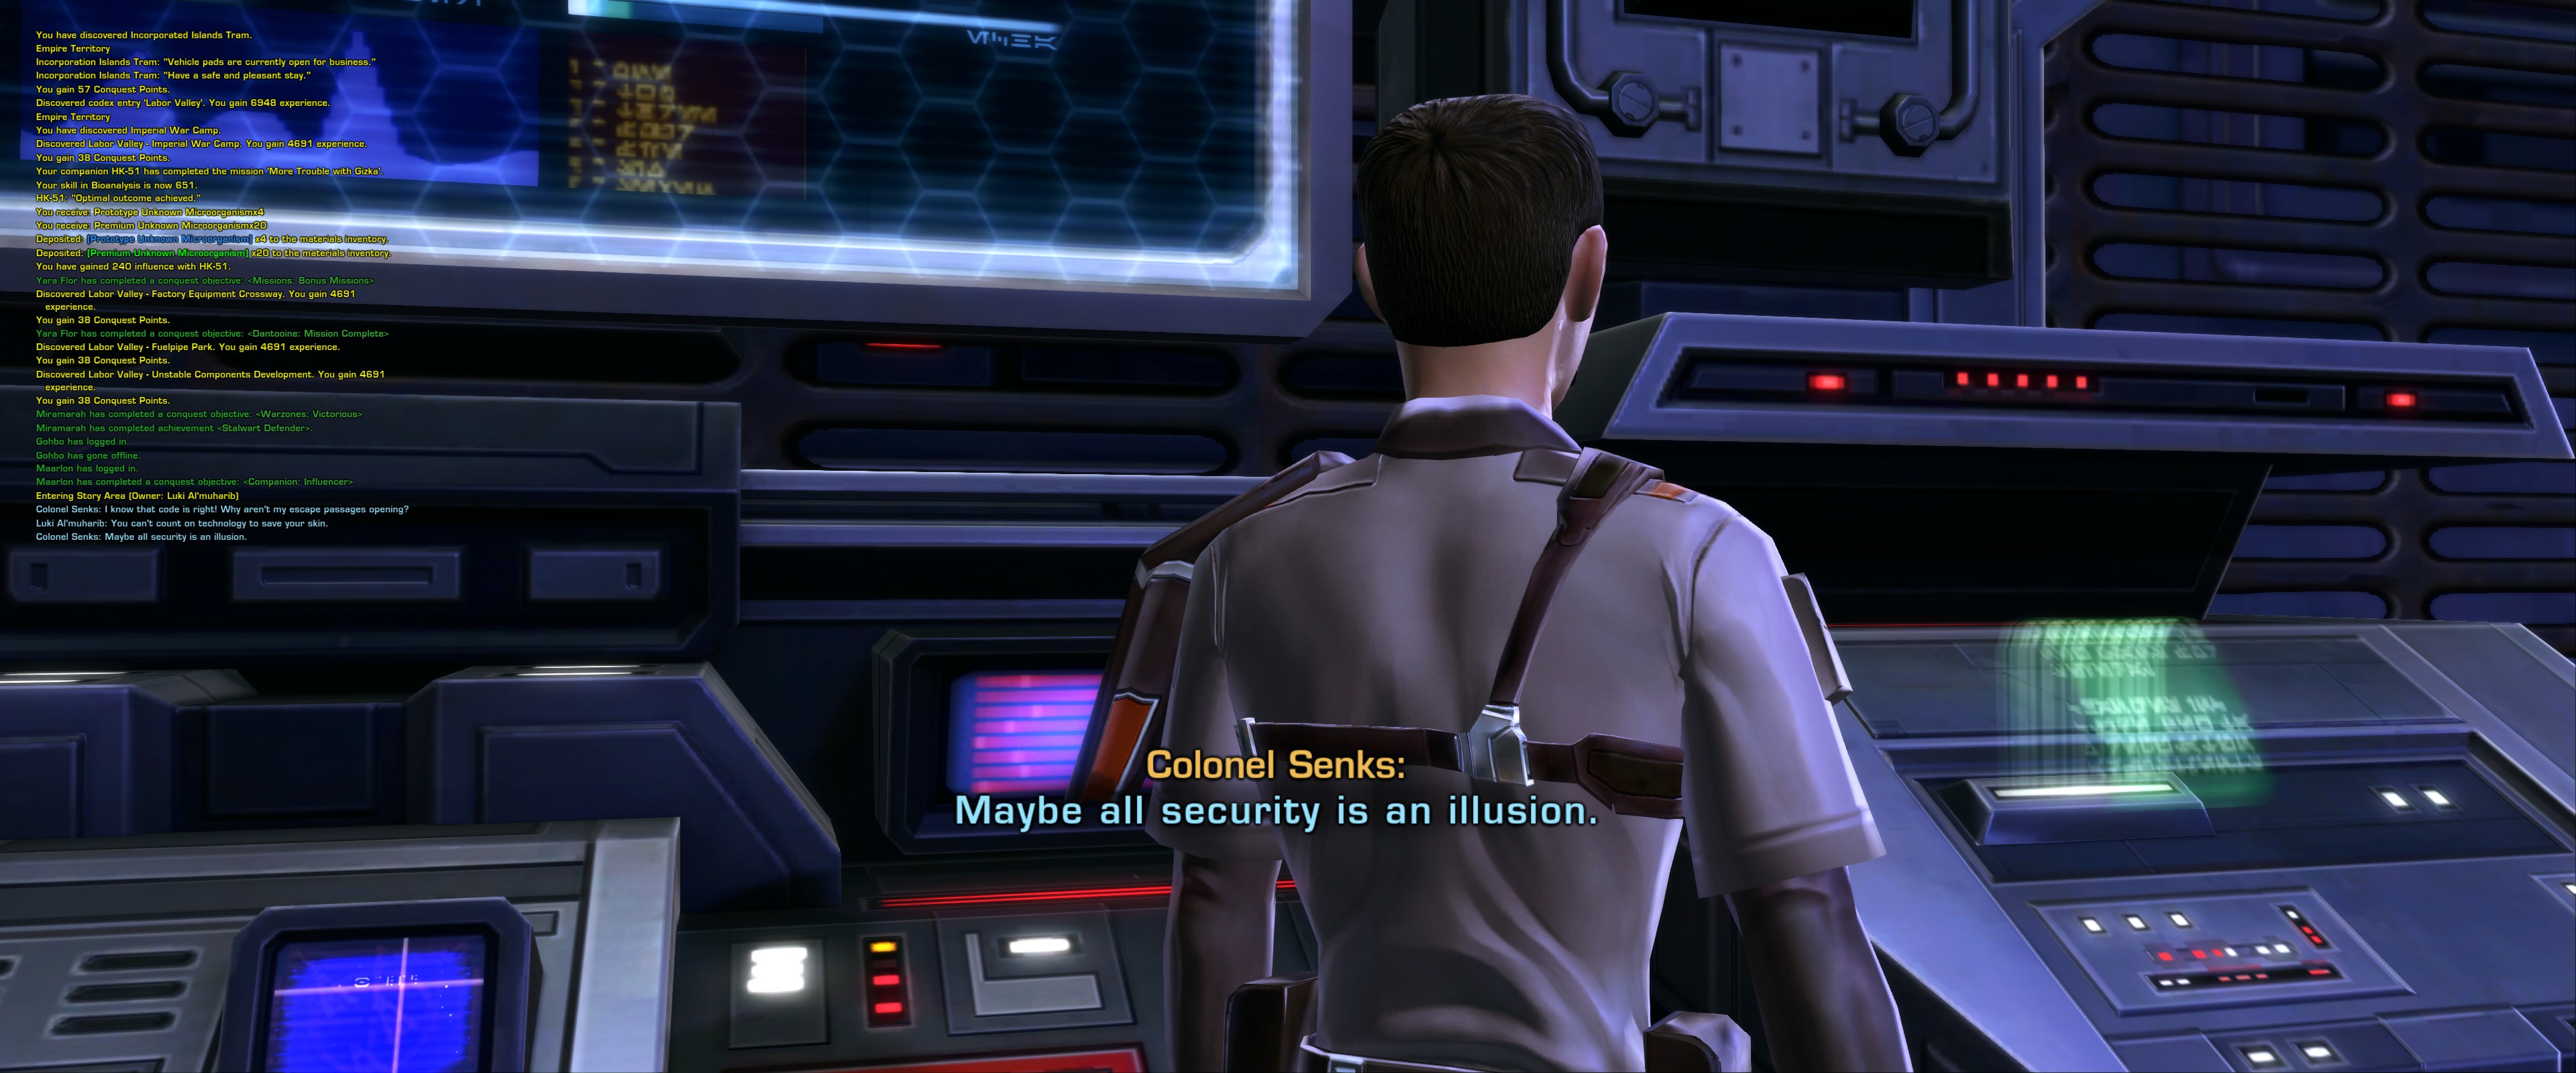 You have discovered Incorporated Islands Tram.
Empire Territory
Incorporation Islands Tram: "Vehicle pads are currently open for business."
Incorporation Islands Tram: "Have a safe and pleasant stay."
You gain 57 Conquest Points.
Discovered codex entry 'Labor Valley'. You gain 6948 experience.
Empire Territory
You have discovered Imperial War Camp.
Discovered Labor Valley - Imperial War Camp. You gain 4691 experience.
You gain 38 Conquest Points.
Your companion HK-51 has completed the mission 'More Trouble with Gizka'.
Your skill in Bioanalysis is now 651.
HK-51: "Optimal outcome achieved."
You receive: Prototype Unknown Microorganismx4
You receive: Premium Unknown Microorganismx20
Deposited: [Prototype Unknown Microorganism] x4 to the materials inventory.
Deposited: [Premium Unknown Microorganism] x20 to the materials inventory.
You have gained 240 influence with HK-51.
Yara Flor has completed a conquest objective: <Missions: Bonus Missions>
Discovered Labor Valley - Factory Equipment Crossway. You gain 4691
experience.
You gain 38 Conquest Points.
Yara Flor has completed a conquest objective: <Dantooine: Mission Complete>
Discovered Labor Valley - Fuelpipe Park. You gain 4691 experience.
You gain 38 Conquest Points.
Discovered Labor Valley - Unstable Components Development. You gain 4691
experience.
You gain 38 Conquest Points.
Miramarah has completed a conquest objective: <Warzones: Victorious>
Miramarah has completed achievement <Stalwart Defender>.
Gohbo has logged in.
Gohbo has gone offline.
Maarlon has logged in.
Maarlon has completed a conquest objective: <Companion: Influencer>
Entering Story Area (Owner: Luki Al'muharib)
Colonel Senks: I know that code is right! Why aren't my escape passages opening?
Luki Al'muharib: You can't count on technology to save your skin.
Colonel Senks: Maybe all security is an illusion.
Colonel Senks:
Maybe all security is an illusion.